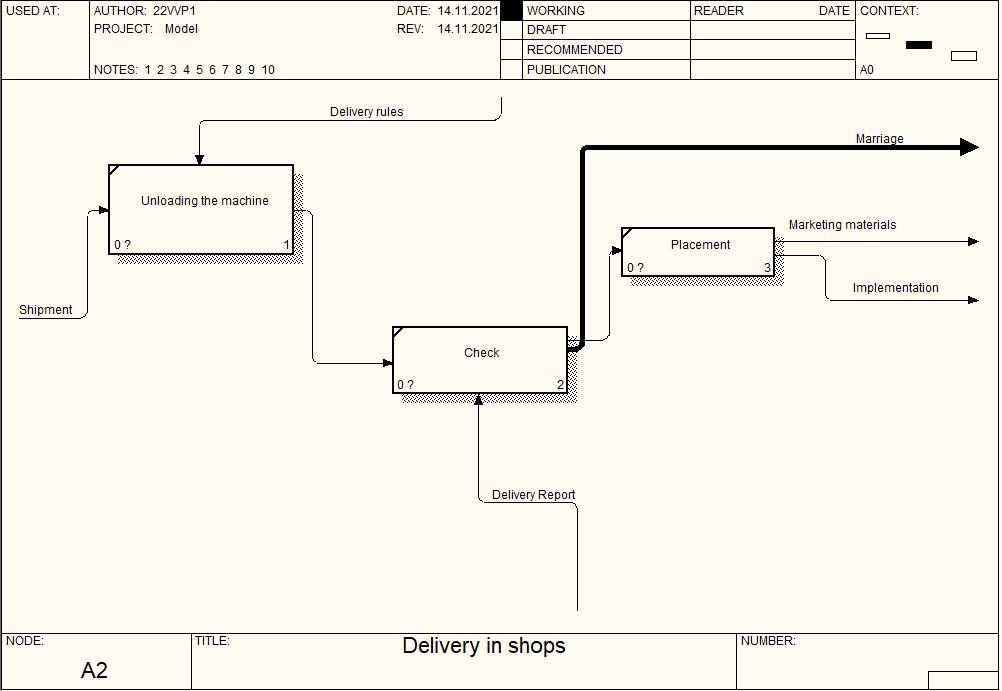 USED AT:
AUTHOR: 22VVP1
DATE: 14.11.2021
PROJECT: Model
REV: 14.11.2021
NOTES: 1 2 3 4 5 6 7 8 9 10
WORKING
DRAFT
RECOMMENDED
PUBLICATION
READER
DATE
CONTEXT:
A0
Delivery rules
Marriage
Unloading the machine
0 ?
1
Marketing materials
Placement
0 ?
3
Implementation
Shipment
Check
0 ?
2
Delivery Report
NODE:
A2
TITLE:
Delivery in shops
NUMBER: